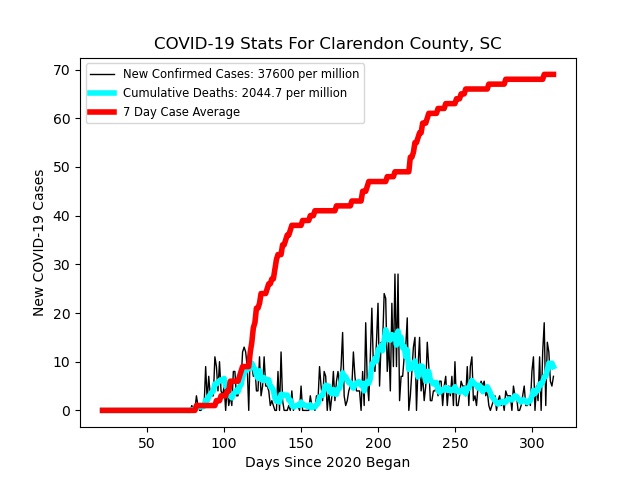 COVID-19 Stats For Clarendon County, SC
New Confirmed Cases: 37600 per million
Cumulative Deaths: 2044.7 per million
7 Day Case Average
New COVID-19 Cases
70
60
50
40
30
20
10
0
50 100 150 200 250 300
Days Since 2020 Began